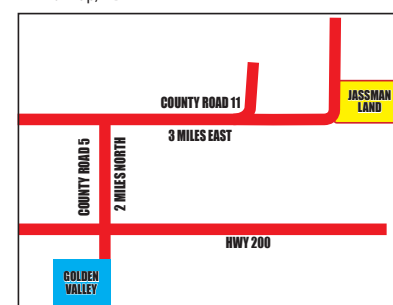 COUNTY ROAD 11
JASSMAN
LAND
3 MILES EAST
COUNTY ROAD 5
2 MILES NORTH
HWY 200
GOLDEN
VALLEY